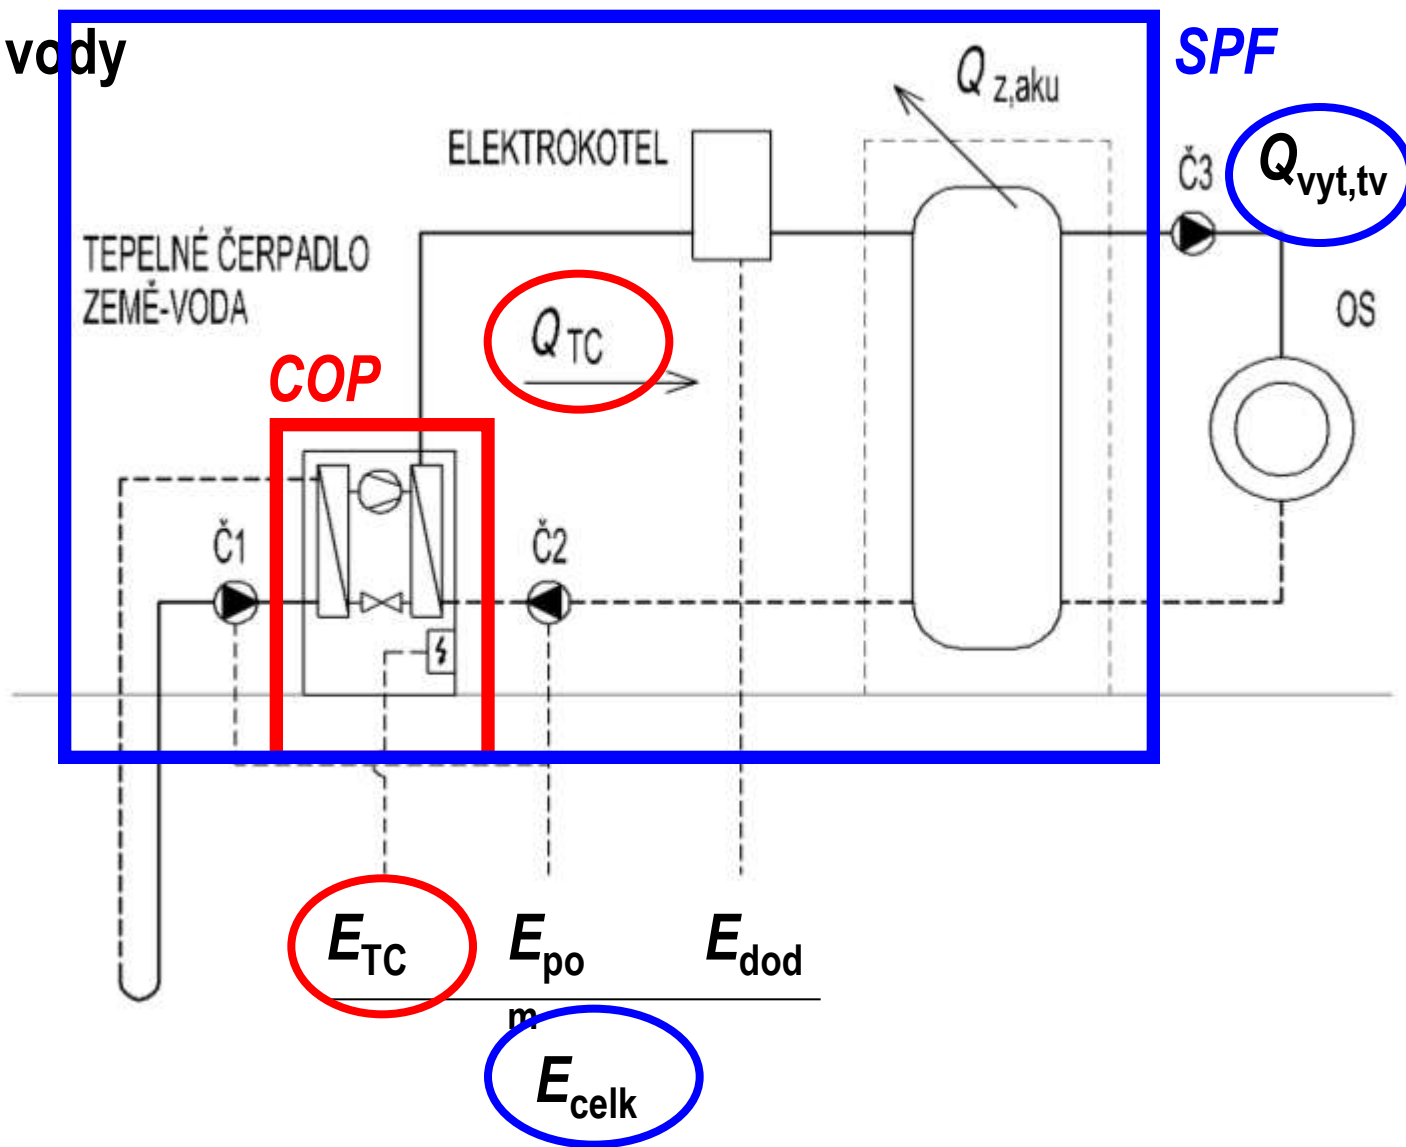 vody
SPF
Q z,aku
ELEKTROKOTEL
Č3
Qvyt,tv
TEPELNÉ ČERPADLO
ZEMĚ-VODA
Q TC
OS
COP
Č1
Č2
ETC
Epo
m
Edod
Ecelk